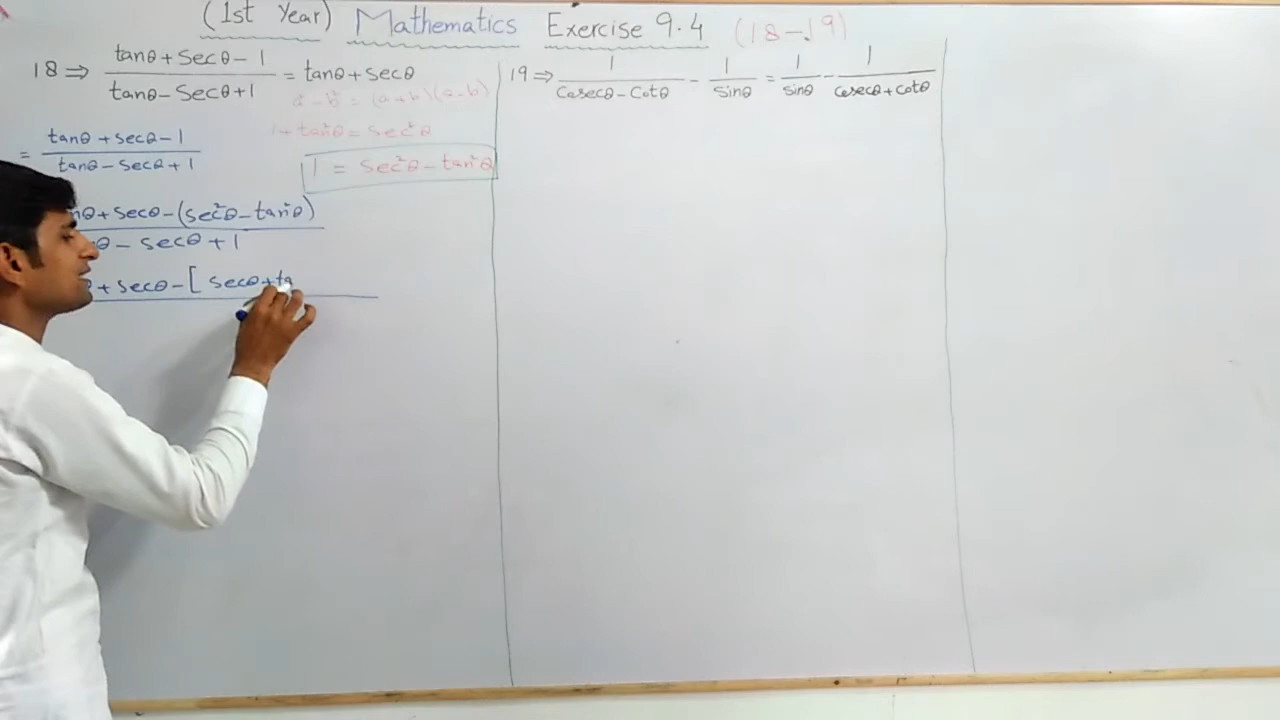 (1st Year) Mathematics Exercise 9.4 (18-19)
18 ⇒ tanθ + Secθ - 1 / tanθ - Secθ + 1 = tanθ + Secθ
a² - b² = (a+b)(a-b)
1 + tan²θ = Sec²θ
1 = Sec²θ - tan²θ
= tanθ + secθ - 1 / tanθ - Secθ + 1
θ + secθ - (sec²θ - tan²θ)
θ - secθ + 1
+ secθ - [ secθ + ta
19 ⇒ 1 / Cosecθ - Cotθ - 1 / Sinθ = 1 / Sinθ - 1 / Cosecθ + Cotθ